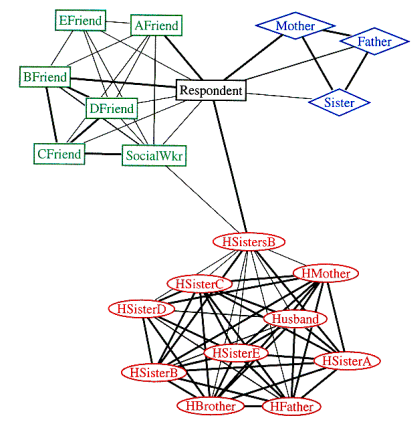 EFriend
AFriend
Mother
Father
BFriend
Respondent
DFriend
Sister
CFriend
SocialWkr
HSistersB
HMother
HSisterC
HSisterD
Husband
HSisterE
HSisterA
HSisterB
HBrother
HFather